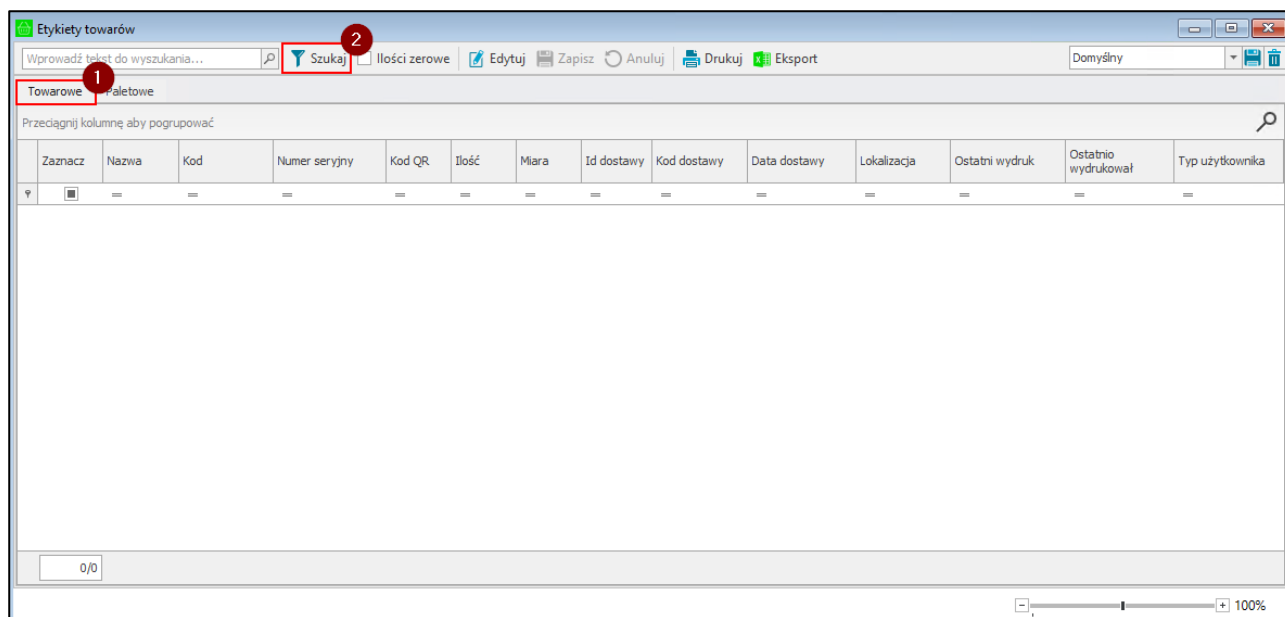 Etykiety towarów
2
Wprowadź tekst do wyszukania... Szukaj Ilości zerowe Edytuj Zapisz Anuluj Drukuj Eksport Domyślny
1
Towarowe Paletowe
Przeciągnij kolumnę aby pogrupować
Zaznacz Nazwa Kod Numer seryjny Kod QR Ilość Miara Id dostawy Kod dostawy Data dostawy Lokalizacja Ostatni wydruk Ostatnio wydrukował Typ użytkownika
= = = = = = = = = = = = =
0/0
100%